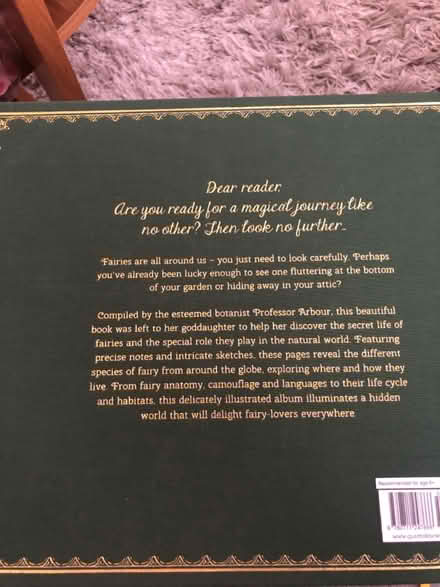 Dear reader,
Are you ready for a magical journey like
no other? Then look no further...
Fairies are all around us – you just need to look carefully. Perhaps
you've already been lucky enough to see one fluttering at the bottom
of your garden or hiding away in your attic?
Compiled by the esteemed botanist Professor Arbour, this beautiful
book was left to her goddaughter to help her discover the secret life of
fairies and the special role they play in the natural world. Featuring
precise notes and intricate sketches, these pages reveal the different
species of fairy from around the globe, exploring where and how they
live. From fairy anatomy, camouflage and languages to their life cycle
and habitats, this delicately illustrated album illuminates a hidden
world that will delight fairy-lovers everywhere.
Recommended for age